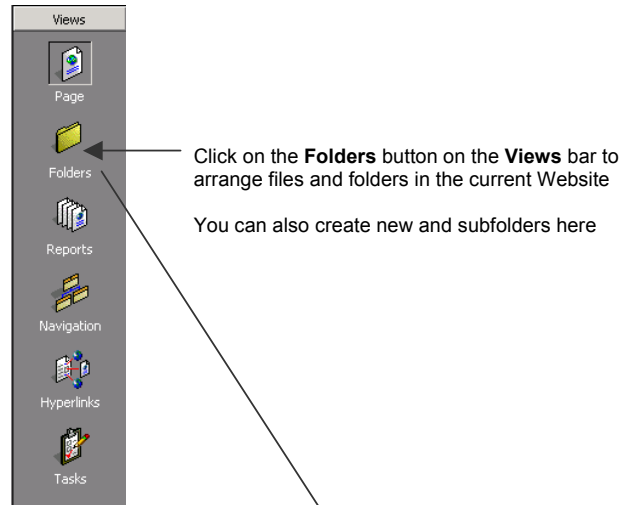 Views
Page
Folders
Click on the Folders button on the Views bar to
arrange files and folders in the current Website
You can also create new and subfolders here
Reports
Navigation
Hyperlinks
Tasks